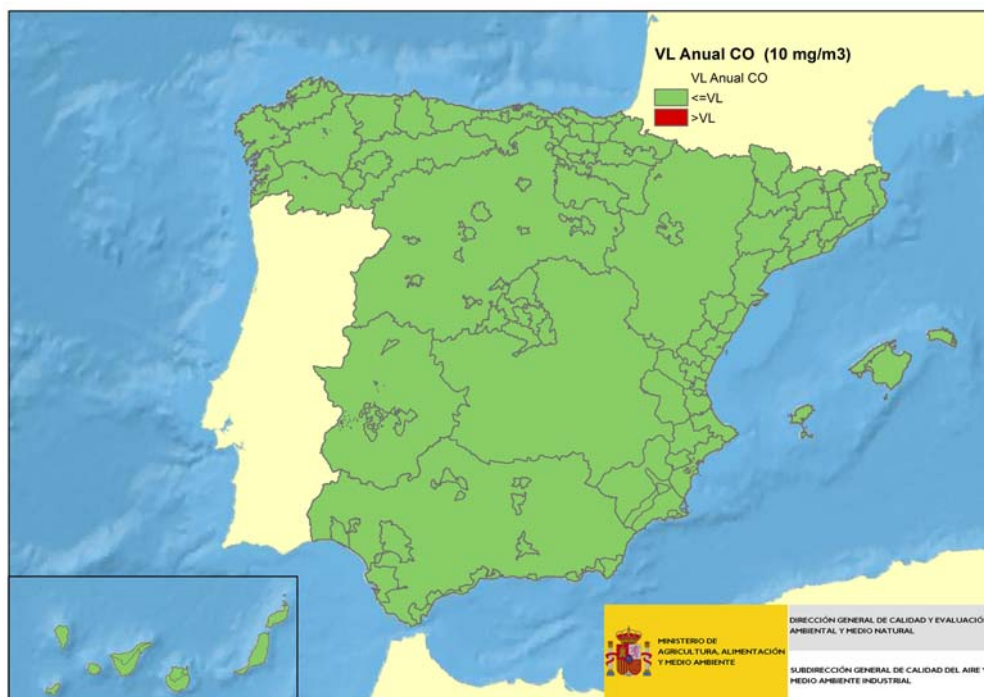 VL Anual CO (10 mg/m3)
VL Anual CO
<=VL
>VL
MINISTERIO DE
AGRICULTURA, ALIMENTACIÓN
Y MEDIO AMBIENTE
DIRECCIÓN GENERAL DE CALIDAD Y EVALUACIÓ
AMBIENTAL Y MEDIO NATURAL
SUBDIRECCIÓN GENERAL DE CALIDAD DEL AIRE Y
MEDIO AMBIENTE INDUSTRIAL